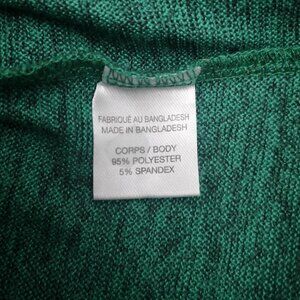 FABRIQUÉ AU BANGLADESH
MADE IN BANGLADESH
CORPS / BODY
95% POLYESTER
5% SPANDEX